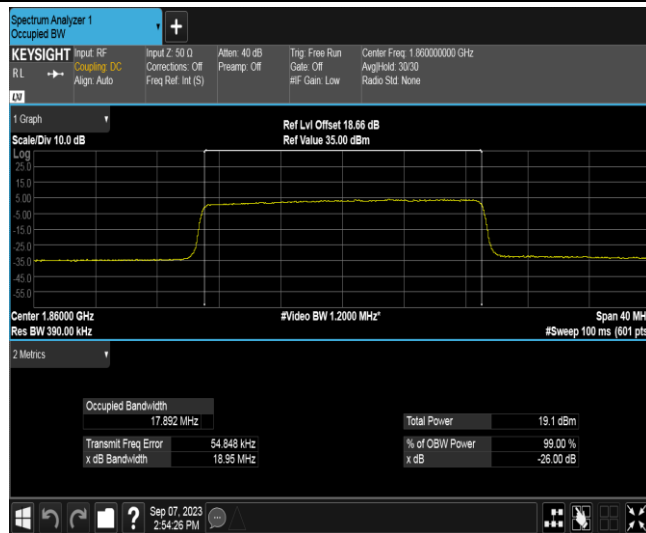 Spectrum Analyzer 1
Occupied BW
+
KEYSIGHT Input: RF Input Z: 50 Ω Atten: 40 dB Trig: Free Run Center Freq: 1.860000000 GHz
RL Coupling: DC Corrections: Off Preamp: Off Gate: Off Avg|Hold: 30/30
Align: Auto Freq Ref: Int (S) #IF Gain: Low Radio Std: None
LXI
1 Graph
Ref Lvl Offset 18.66 dB
Scale/Div 10.0 dB Ref Value 35.00 dBm
Log
25.0
15.0
5.00
-5.00
-15.0
-25.0
-35.0
-45.0
-55.0
Center 1.86000 GHz #Video BW 1.2000 MHz* Span 40 MH
Res BW 390.00 kHz #Sweep 100 ms (601 pts
2 Metrics
Occupied Bandwidth
17.892 MHz Total Power 19.1 dBm
Transmit Freq Error 54.848 kHz % of OBW Power 99.00 %
x dB Bandwidth 18.95 MHz x dB -26.00 dB
? Sep 07, 2023
2:54:26 PM